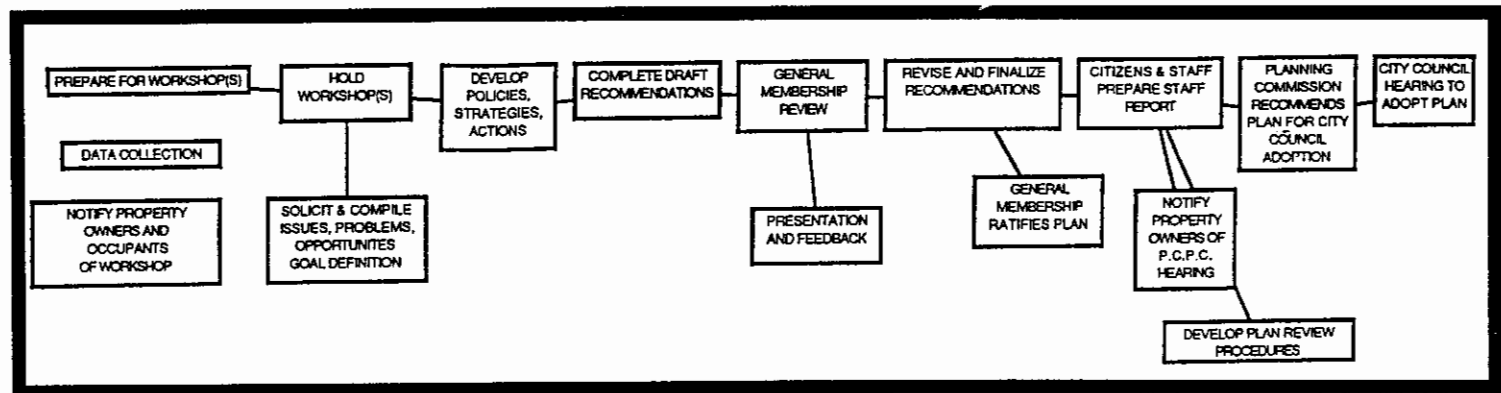 PREPARE FOR WORKSHOP(S)
DATA COLLECTION
NOTIFY PROPERTY
OWNERS AND
OCCUPANTS
OF WORKSHOP
HOLD
WORKSHOP(S)
SOLICIT & COMPILE
ISSUES, PROBLEMS,
OPPORTUNITES
GOAL DEFINITION
DEVELOP
POLICIES,
STRATEGIES,
ACTIONS
COMPLETE DRAFT
RECOMMENDATIONS
GENERAL
MEMBERSHIP
REVIEW
PRESENTATION
AND FEEDBACK
REVISE AND FINALIZE
RECOMMENDATIONS
GENERAL
MEMBERSHIP
RATIFIES PLAN
CITIZENS & STAFF
PREPARE STAFF
REPORT
NOTIFY
PROPERTY
OWNERS OF
P.C.P.C.
HEARING
DEVELOP PLAN REVIEW
PROCEDURES
PLANNING
COMMISSION
RECOMMENDS
PLAN FOR CITY
COUNCIL
ADOPTION
CITY COUNCIL
HEARING TO
ADOPT PLAN